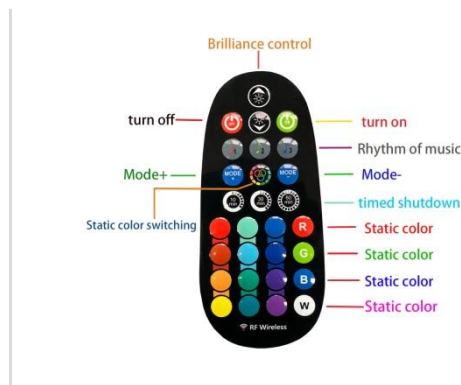 Brilliance control
turn off
turn on
Rhythm of music
Mode+
MODE
+
MODE
-
Mode-
timed shutdown
Static color switching
R
Static color
G
Static color
B
Static color
W
Static color
RF Wireless